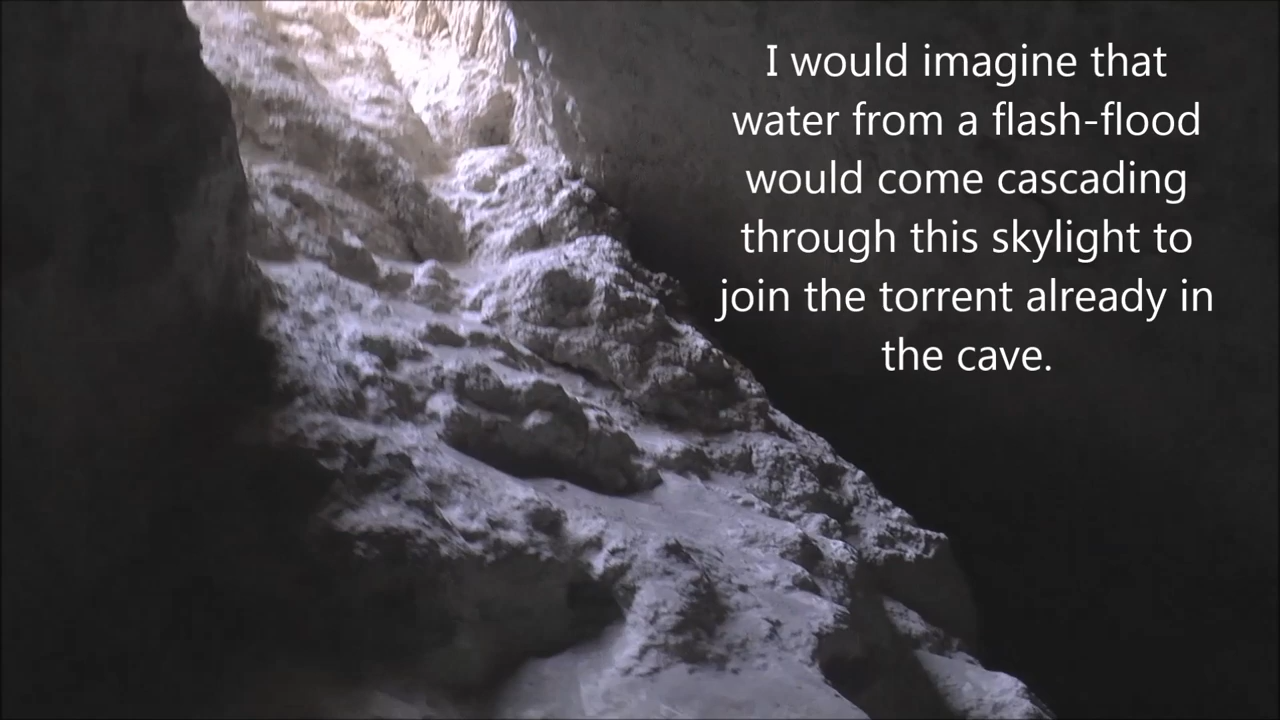 I would imagine that
water from a flash-flood
would come cascading
through this skylight to
join the torrent already in
the cave.